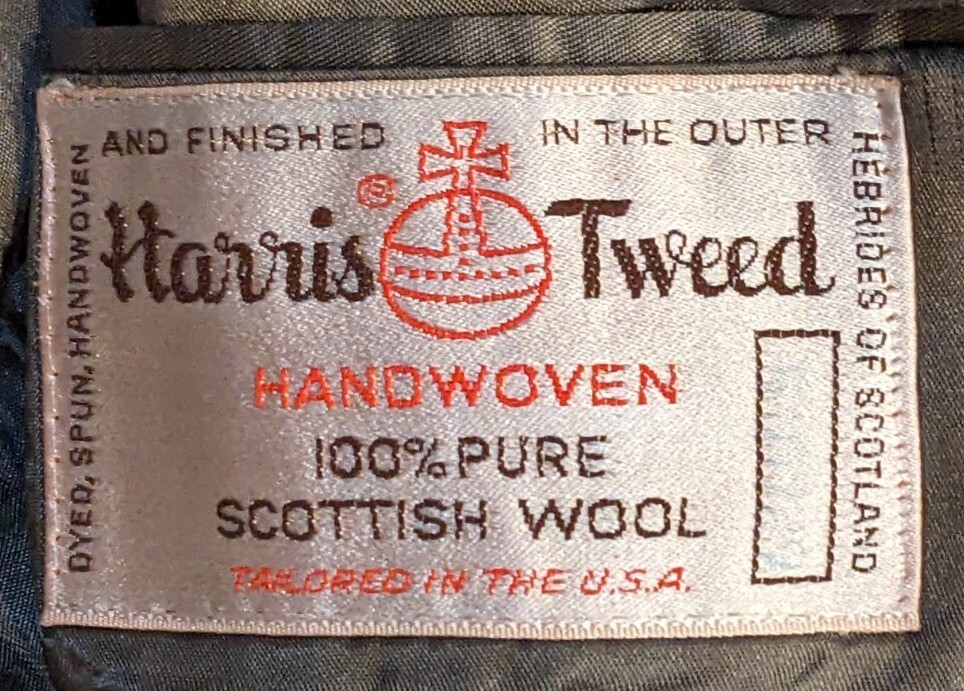 DYED, SPUN, HANDWOVEN
AND FINISHED
IN THE OUTER
HEBRIDES OF SCOTLAND
Harris Tweed
®
HANDWOVEN
100% PURE
SCOTTISH WOOL
TAILORED IN THE U.S.A.